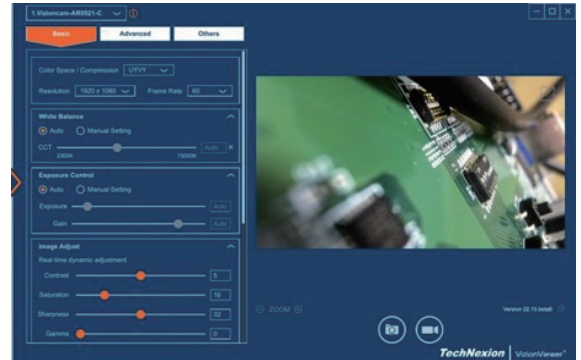 1.Vizioncam-AR0521-C
Basic Advanced Others
Color Space / Compression UYVY
Resolution 1920 x 1080 Frame Rate 60
White Balance
Auto Manual Setting
CCT Auto K
2300K 15000K
Exposure Control
Auto Manual Setting
Exposure Auto
Gain Auto
Image Adjust
Real-time dynamic adjustment
Contrast 5
Saturation 16
Sharpness 32
Gamma 0
ZOOM
TechNexion VizionViewer™